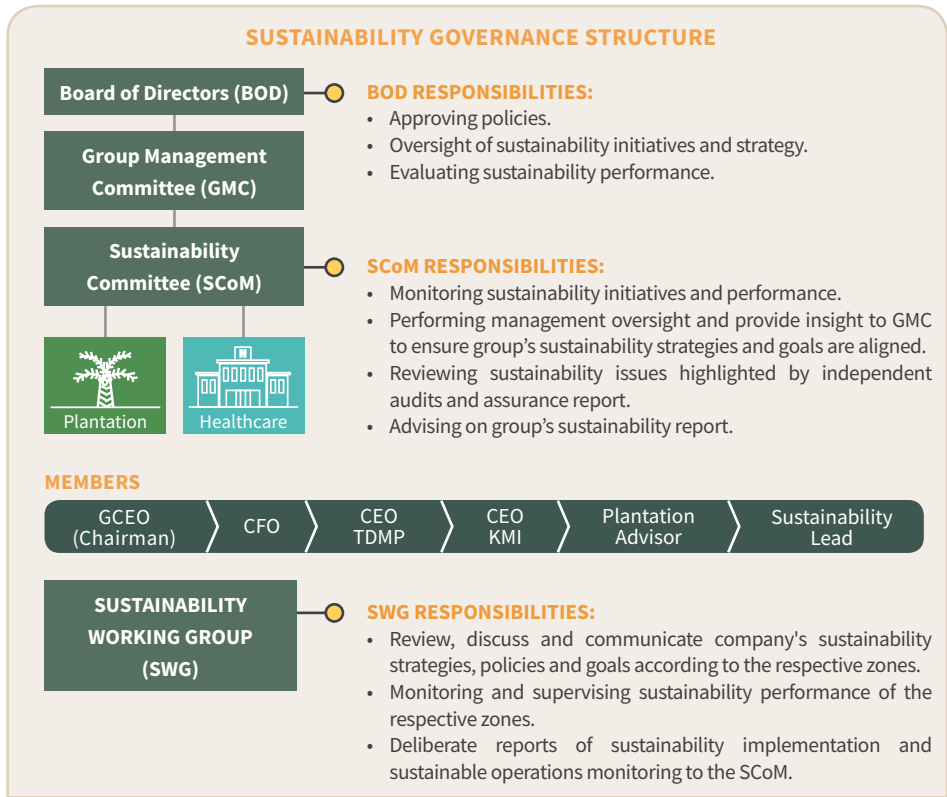 SUSTAINABILITY GOVERNANCE STRUCTURE
Board of Directors (BOD)
BOD RESPONSIBILITIES:
• Approving policies.
• Oversight of sustainability initiatives and strategy.
• Evaluating sustainability performance.
Group Management
Committee (GMC)
Sustainability
Committee (SCoM)
SCoM RESPONSIBILITIES:
• Monitoring sustainability initiatives and performance.
• Performing management oversight and provide insight to GMC
to ensure group's sustainability strategies and goals are aligned.
• Reviewing sustainability issues highlighted by independent
audits and assurance report.
• Advising on group's sustainability report.
H
Plantation
Healthcare
MEMBERS
GCEO
(Chairman)
CFO
CEO
TDMP
CEO
KMI
Plantation
Advisor
Sustainability
Lead
SUSTAINABILITY
WORKING GROUP
(SWG)
SWG RESPONSIBILITIES:
• Review, discuss and communicate company's sustainability
strategies, policies and goals according to the respective zones.
• Monitoring and supervising sustainability performance of the
respective zones.
• Deliberate reports of sustainability implementation and
sustainable operations monitoring to the SCoM.